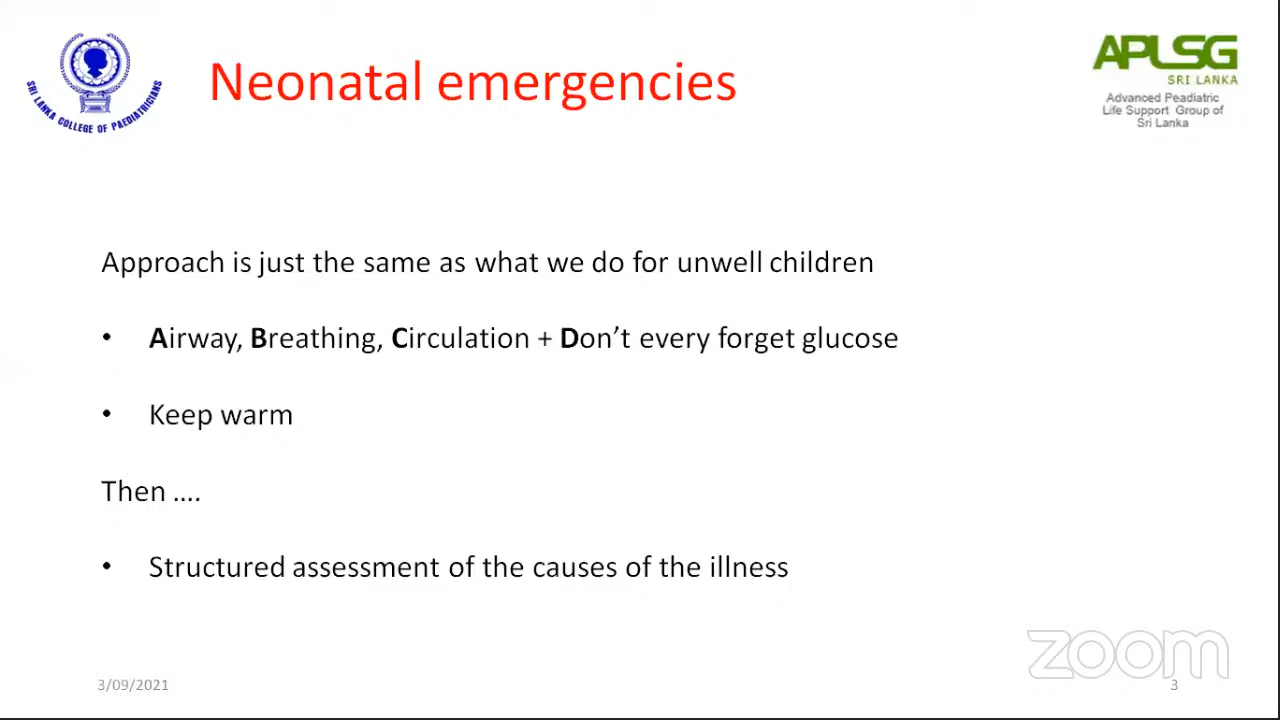 SRI LANKA COLLEGE OF PAEDIATRICIANS
Neonatal emergencies
APLSG
SRI LANKA
Advanced Peadiatric
Life Support Group of
Sri Lanka
Approach is just the same as what we do for unwell children
• Airway, Breathing, Circulation + Don’t every forget glucose
• Keep warm
Then ....
• Structured assessment of the causes of the illness
zoom
3/09/2021
3